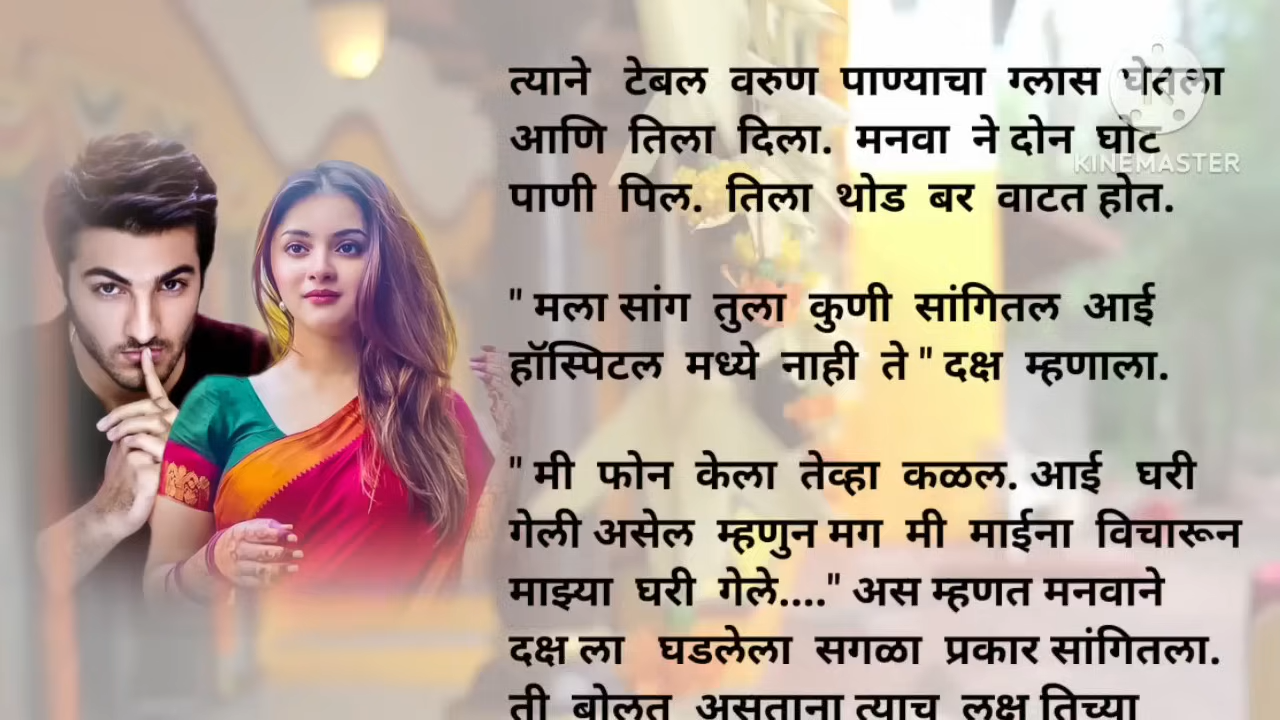 त्याने टेबल वरुण पाण्याचा ग्लास घेतला
आणि तिला दिला. मनवा ने दोन घोट
पाणी पिल. तिला थोड बर वाटत होत.
" मला सांग तुला कुणी सांगितल आई
हॉस्पिटल मध्ये नाही ते " दक्ष म्हणाला.
" मी फोन केला तेव्हा कळल. आई घरी
गेली असेल म्हणुन मग मी माईना विचारून
माझ्या घरी गेले...." अस म्हणत मनवाने
दक्ष ला घडलेला सगळा प्रकार सांगितला.
ती बोलत असताना त्याच लक्ष तिच्या
K
KINEMASTER